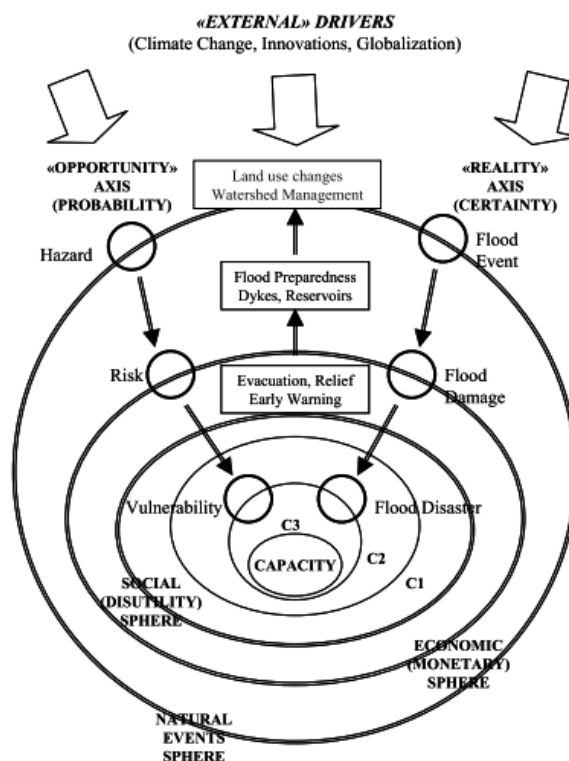 «EXTERNAL» DRIVERS
(Climate Change, Innovations, Globalization)
«OPPORTUNITY»
AXIS
(PROBABILITY)
Land use changes
Watershed Management
«REALITY»
AXIS
(CERTAINTY)
Hazard
Flood
Event
Flood Preparedness
Dykes, Reservoirs
Risk
Evacuation, Relief
Early Warning
Flood
Damage
Vulnerability
Flood Disaster
C3
CAPACITY
C2
C1
SOCIAL
(DISUTILITY)
SPHERE
ECONOMIC
(MONETARY)
SPHERE
NATURAL
EVENTS
SPHERE